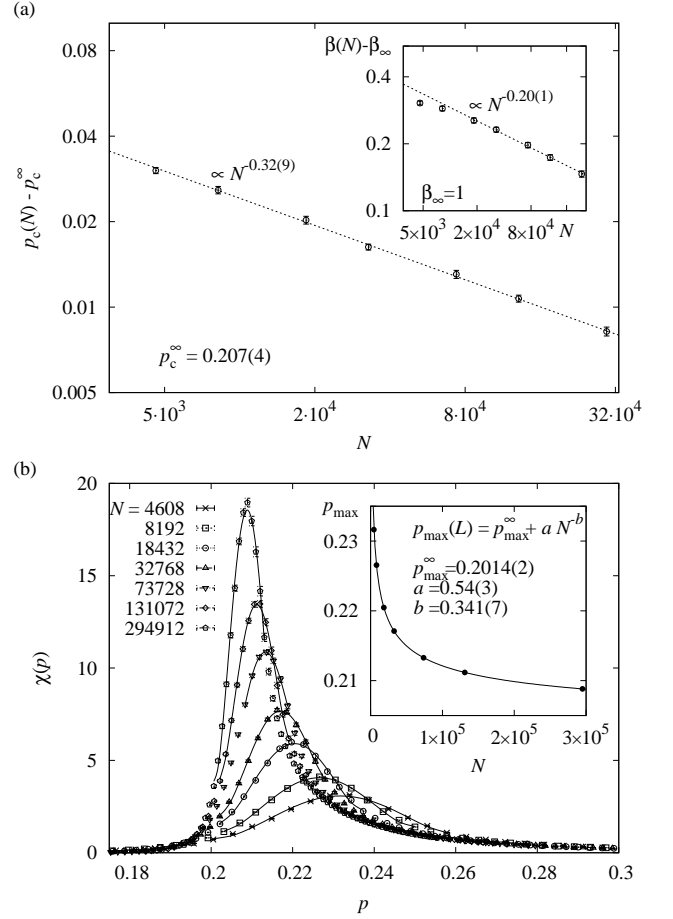 (a)
p_c(N) - p_c^∞
0.08
0.04
0.02
0.01
0.005
∝ N^-0.32(9)
p_c^∞ = 0.207(4)
5·10^3
2·10^4
8·10^4
32·10^4
N
β(N)-β_∞
0.4
0.2
0.1
∝ N^-0.20(1)
β_∞=1
5·10^3
2·10^4
8·10^4
N
(b)
χ(p)
20
15
10
5
0
N = 4608
8192
18432
32768
73728
131072
294912
0.18
0.2
0.22
0.24
0.26
0.28
0.3
p
p_max
0.23
0.22
0.21
p_max(L) = p_max^∞ + a N^-b
p_max^∞=0.2014(2)
a =0.54(3)
b =0.341(7)
0
1×10^5
2×10^5
3×10^5
N